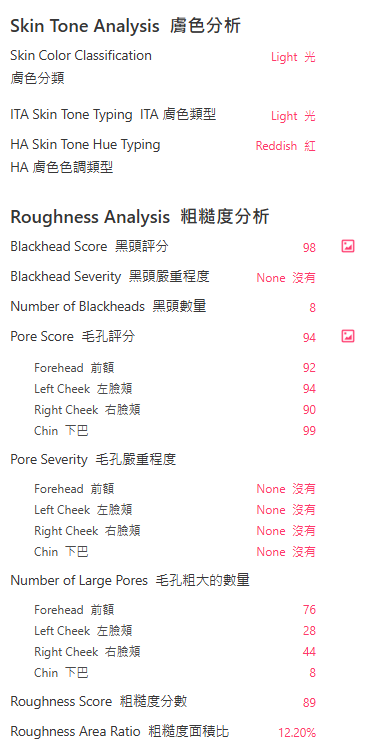 Skin Tone Analysis 膚色分析
Skin Color Classification Light 光
膚色分類
ITA Skin Tone Typing ITA 膚色類型 Light 光
HA Skin Tone Hue Typing Reddish 紅
HA 膚色色調類型
Roughness Analysis 粗糙度分析
Blackhead Score 黑頭評分 98
Blackhead Severity 黑頭嚴重程度 None 沒有
Number of Blackheads 黑頭數量 8
Pore Score 毛孔評分 94
Forehead 前額 92
Left Cheek 左臉頰 94
Right Cheek 右臉頰 90
Chin 下巴 99
Pore Severity 毛孔嚴重程度
Forehead 前額 None 沒有
Left Cheek 左臉頰 None 沒有
Right Cheek 右臉頰 None 沒有
Chin 下巴 None 沒有
Number of Large Pores 毛孔粗大的數量
Forehead 前額 76
Left Cheek 左臉頰 28
Right Cheek 右臉頰 44
Chin 下巴 8
Roughness Score 粗糙度分數 89
Roughness Area Ratio 粗糙度面積比 12.20%